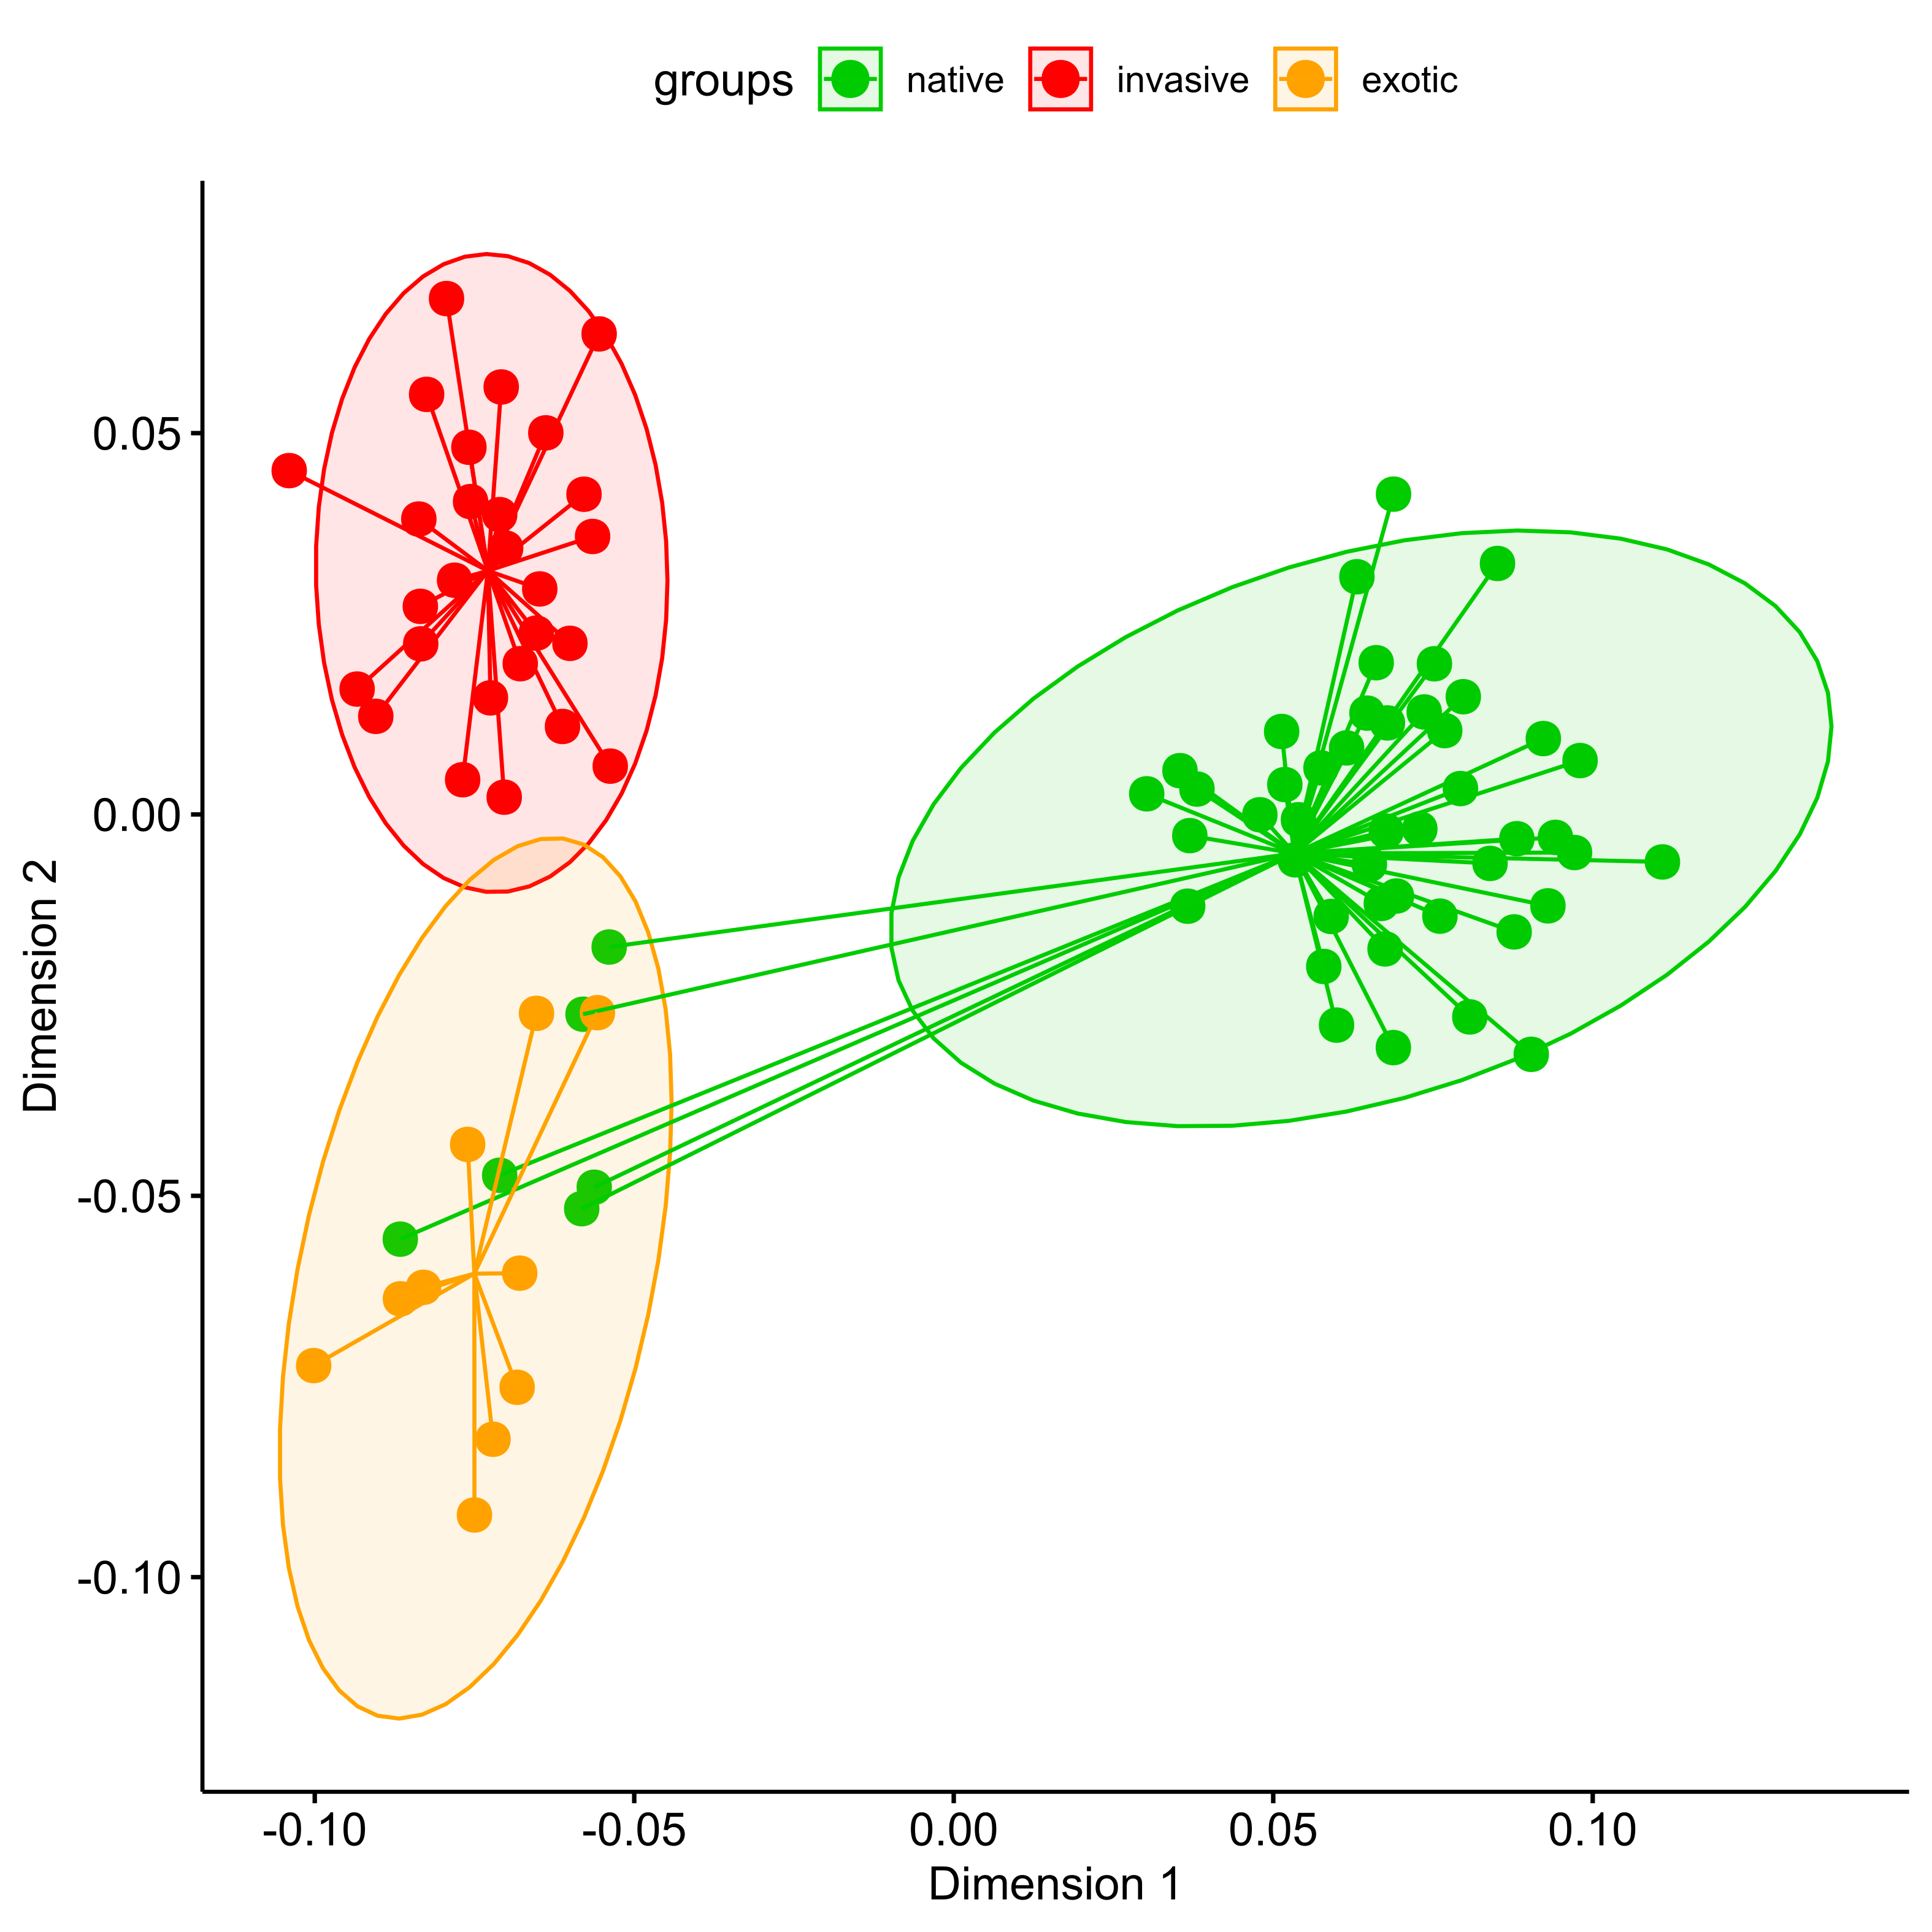 groups native invasive exotic
0.05
0.00
-0.05
-0.10
Dimension 2
-0.10 -0.05 0.00 0.05 0.10
Dimension 1